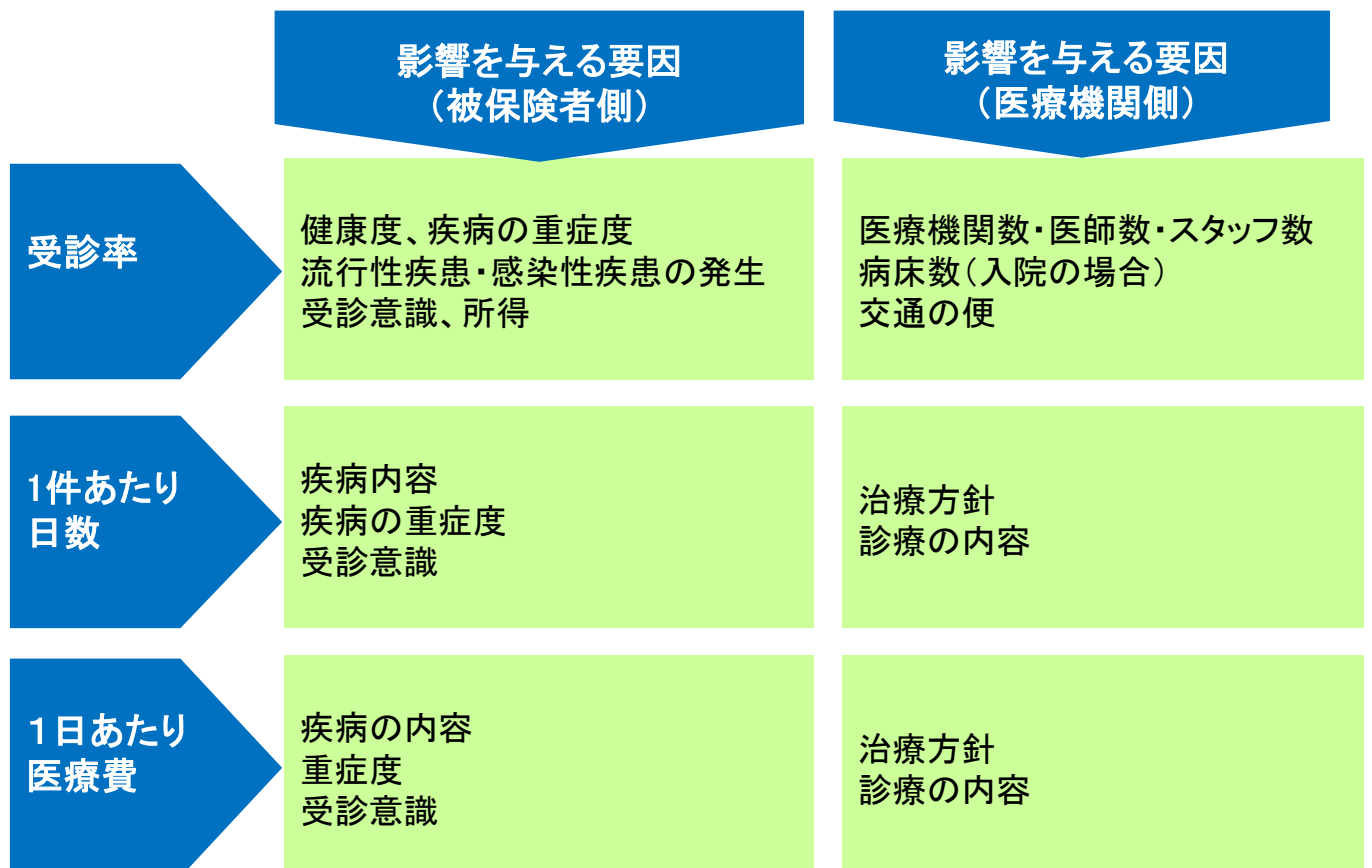 影響を与える要因
（被保険者側）
影響を与える要因
（医療機関側）
受診率
健康度、疾病の重症度
流行性疾患・感染性疾患の発生
受診意識、所得
医療機関数・医師数・スタッフ数
病床数（入院の場合）
交通の便
1件あたり
日数
疾病内容
疾病の重症度
受診意識
治療方針
診療の内容
１日あたり
医療費
疾病の内容
重症度
受診意識
治療方針
診療の内容